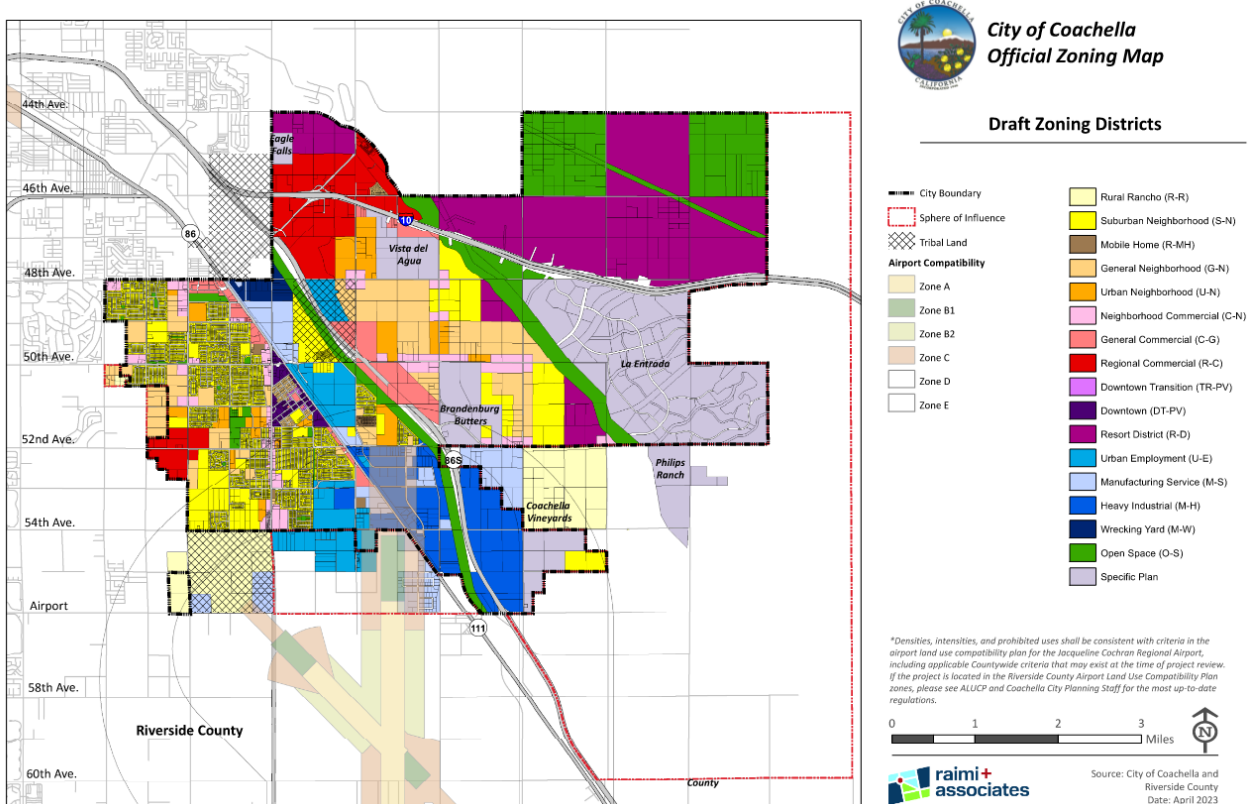 44th Ave.
46th Ave.
48th Ave.
50th Ave.
52nd Ave.
54th Ave.
Airport
58th Ave.
60th Ave.
86
10
86S
111
Eagle
Falls
Vista del
Agua
La Entrada
Brandenburg
Butters
Philips
Ranch
Coachella
Vineyards
Riverside County
County
CITY OF COACHELLA
CALIFORNIA
City of Coachella
Official Zoning Map
Draft Zoning Districts
City Boundary
Sphere of Influence
Tribal Land
Airport Compatibility
Zone A
Zone B1
Zone B2
Zone C
Zone D
Zone E
Rural Rancho (R-R)
Suburban Neighborhood (S-N)
Mobile Home (R-MH)
General Neighborhood (G-N)
Urban Neighborhood (U-N)
Neighborhood Commercial (C-N)
General Commercial (C-G)
Regional Commercial (R-C)
Downtown Transition (TR-PV)
Downtown (DT-PV)
Resort District (R-D)
Urban Employment (U-E)
Manufacturing Service (M-S)
Heavy Industrial (M-H)
Wrecking Yard (M-W)
Open Space (O-S)
Specific Plan
*Densities, intensities, and prohibited uses shall be consistent with criteria in the
airport land use compatibility plan for the Jacqueline Cochran Regional Airport,
including applicable Countywide criteria that may exist at the time of project review.
If the project is located in the Riverside County Airport Land Use Compatibility Plan
zones, please see ALUCP and Coachella City Planning Staff for the most up-to-date
regulations.
0 1 2 3
Miles
N
raimi+
associates
Source: City of Coachella and
Riverside County
Date: April 2023